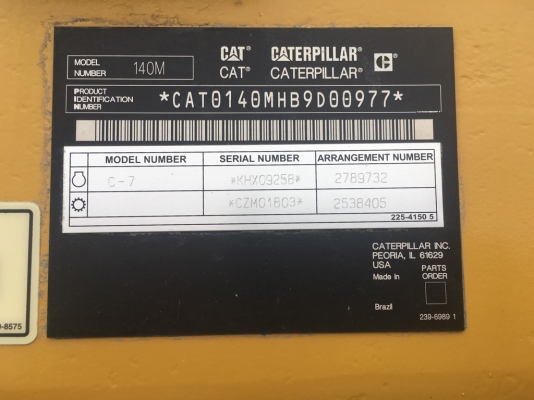 MODEL NUMBER 140M
CAT® CATERPILLAR® C®
CAT® CATERPILLAR®
PRODUCT IDENTIFICATION NUMBER *CAT0140MHB9D00977*
MODEL NUMBER SERIAL NUMBER ARRANGEMENT NUMBER
C-7 *KHX09258* 2789732
*CZM01803* 2538405
225-4150 5
CATERPILLAR INC.
PEORIA, IL 61629
USA
Made In
PARTS ORDER
Brazil
239-6989 1
-8575